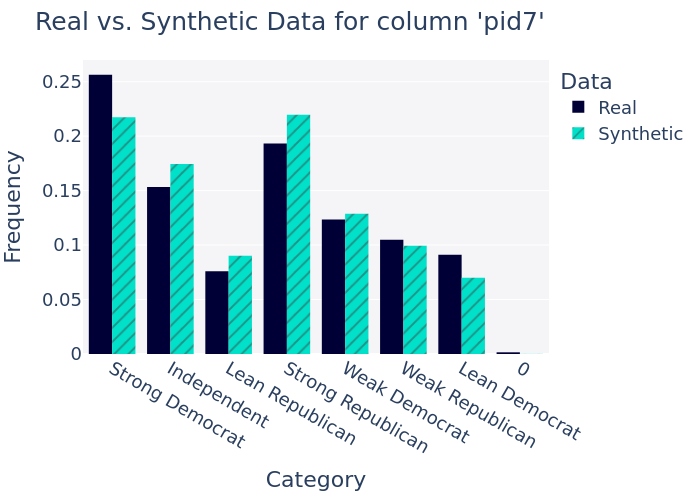 Real vs. Synthetic Data for column 'pid7'
Data
Real
Synthetic
Frequency
0.25
0.2
0.15
0.1
0.05
0
Strong Democrat
Independent
Lean Republican
Strong Republican
Weak Democrat
Weak Republican
Lean Democrat
0
Category